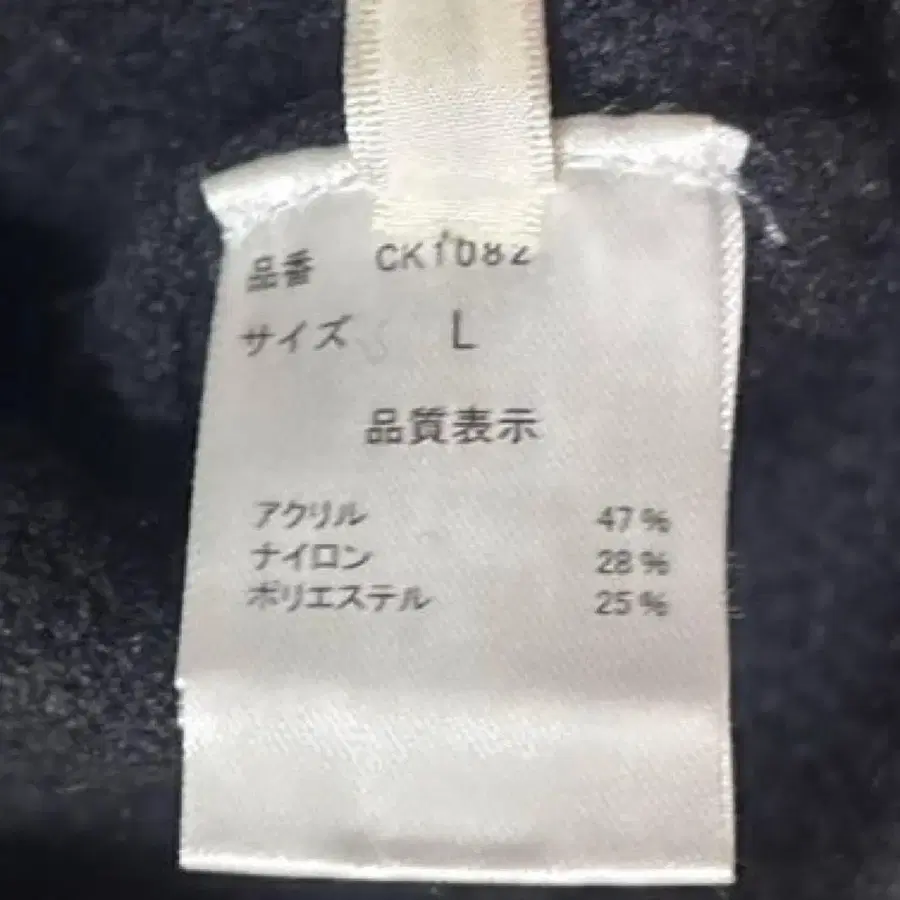 品番 CK1082
サイズ L
品質表示
アクリル 47%
ナイロン 28%
ポリエステル 25%